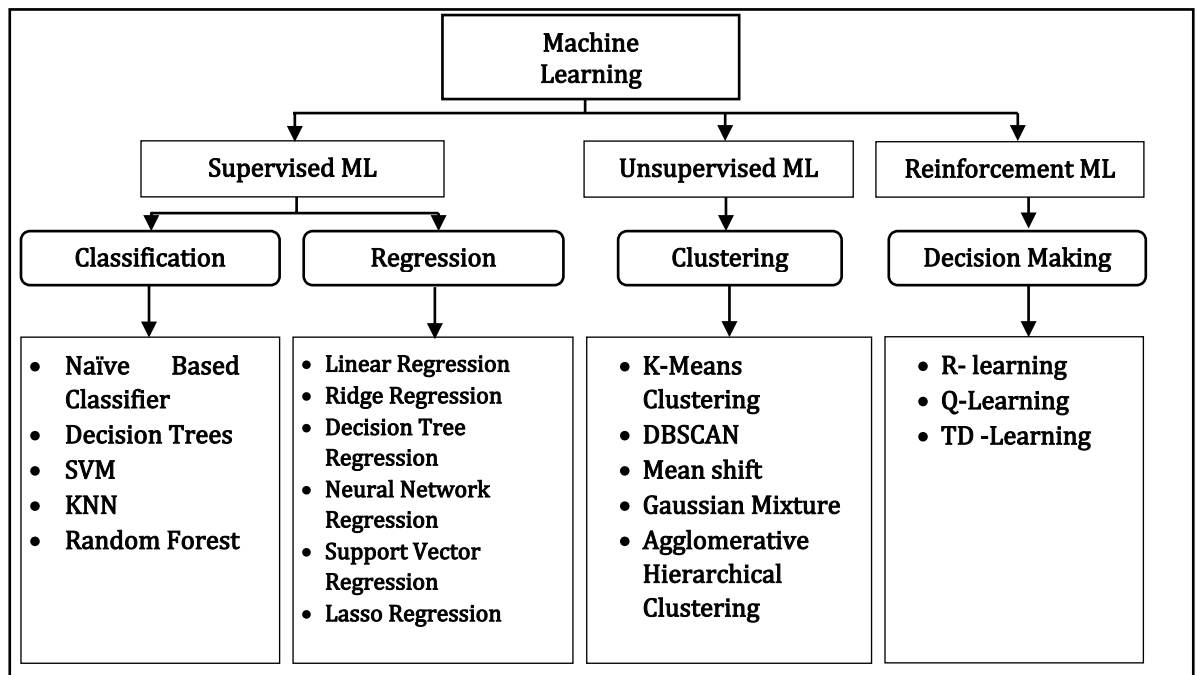 Machine
Learning
Supervised ML
Unsupervised ML
Reinforcement ML
Classification
Regression
Clustering
Decision Making
• Naïve Based
Classifier
• Decision Trees
• SVM
• KNN
• Random Forest
• Linear Regression
• Ridge Regression
• Decision Tree
Regression
• Neural Network
Regression
• Support Vector
Regression
• Lasso Regression
• K-Means
Clustering
• DBSCAN
• Mean shift
• Gaussian Mixture
• Agglomerative
Hierarchical
Clustering
• R- learning
• Q-Learning
• TD -Learning